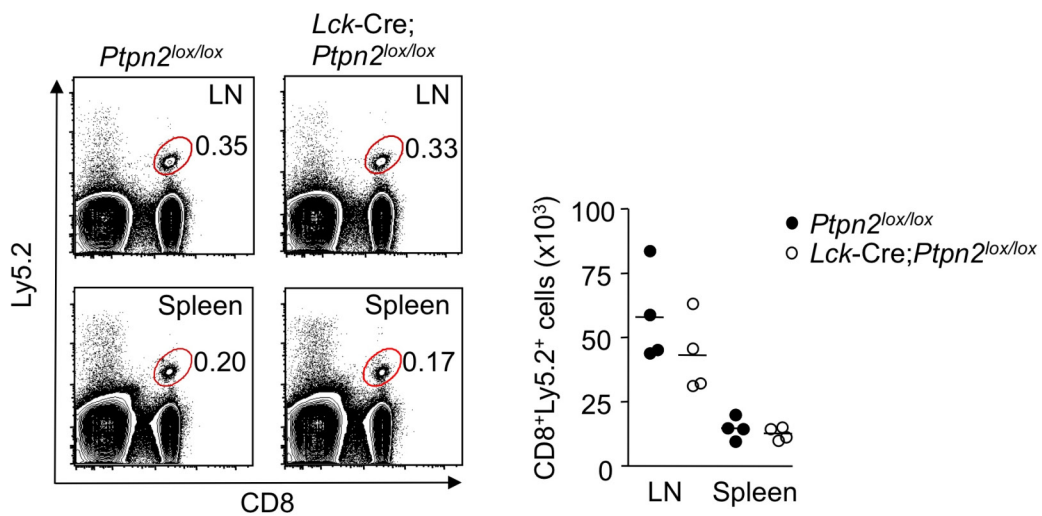 Ptpn2lox/lox
Lck-Cre;
Ptpn2lox/lox
LN
0.35
LN
0.33
Spleen
0.20
Spleen
0.17
Ly5.2
CD8
CD8+Ly5.2+ cells (x103)
100
75
50
25
0
LN Spleen
Ptpn2lox/lox
Lck-Cre;Ptpn2lox/lox